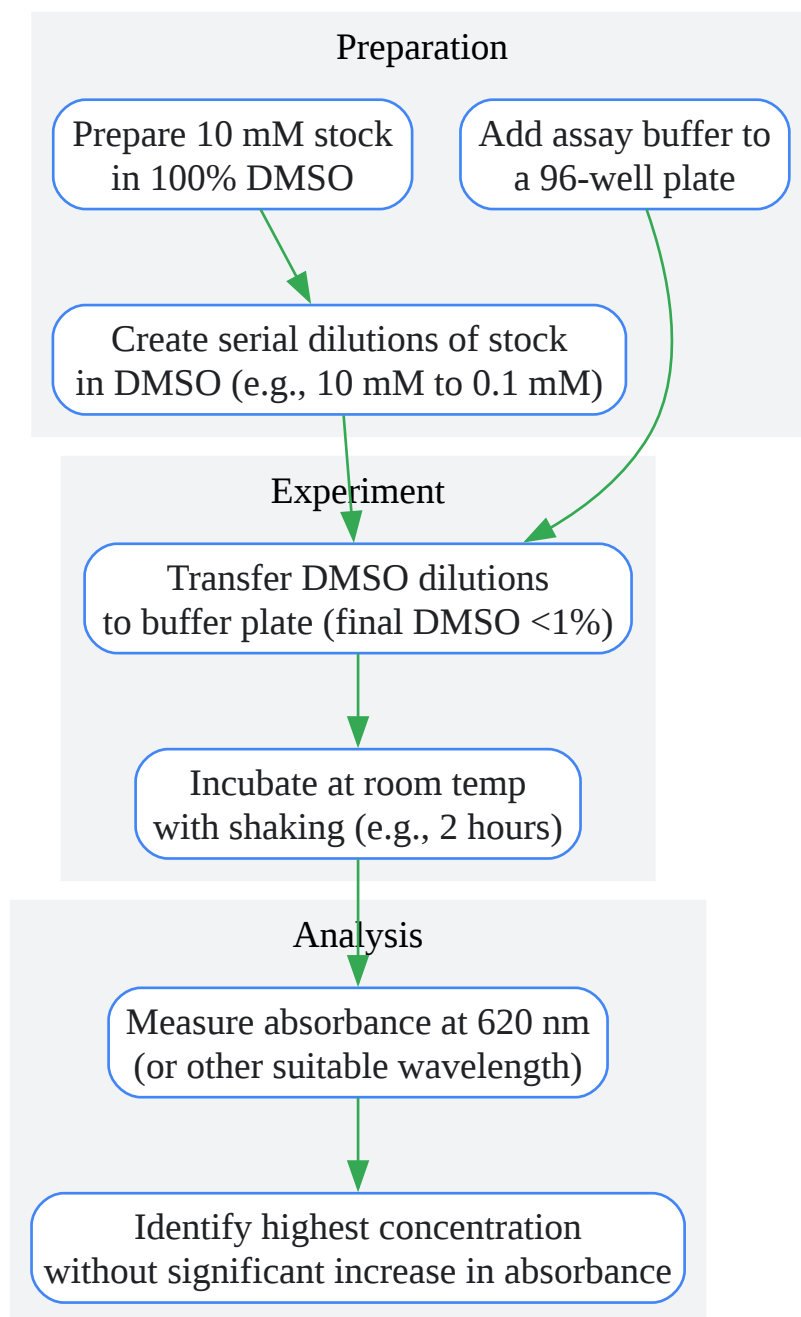 Preparation
Prepare 10 mM stock
in 100% DMSO
Add assay buffer to
a 96-well plate
Create serial dilutions of stock
in DMSO (e.g., 10 mM to 0.1 mM)
Experiment
Transfer DMSO dilutions
to buffer plate (final DMSO <1%)
Incubate at room temp
with shaking (e.g., 2 hours)
Analysis
Measure absorbance at 620 nm
(or other suitable wavelength)
Identify highest concentration
without significant increase in absorbance